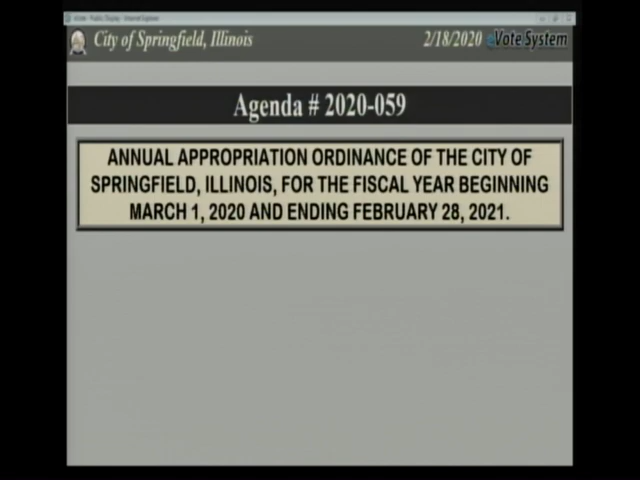 City of Springfield, Illinois
2/18/2020 eVote System
Agenda # 2020-059
ANNUAL APPROPRIATION ORDINANCE OF THE CITY OF
SPRINGFIELD, ILLINOIS, FOR THE FISCAL YEAR BEGINNING
MARCH 1, 2020 AND ENDING FEBRUARY 28, 2021.